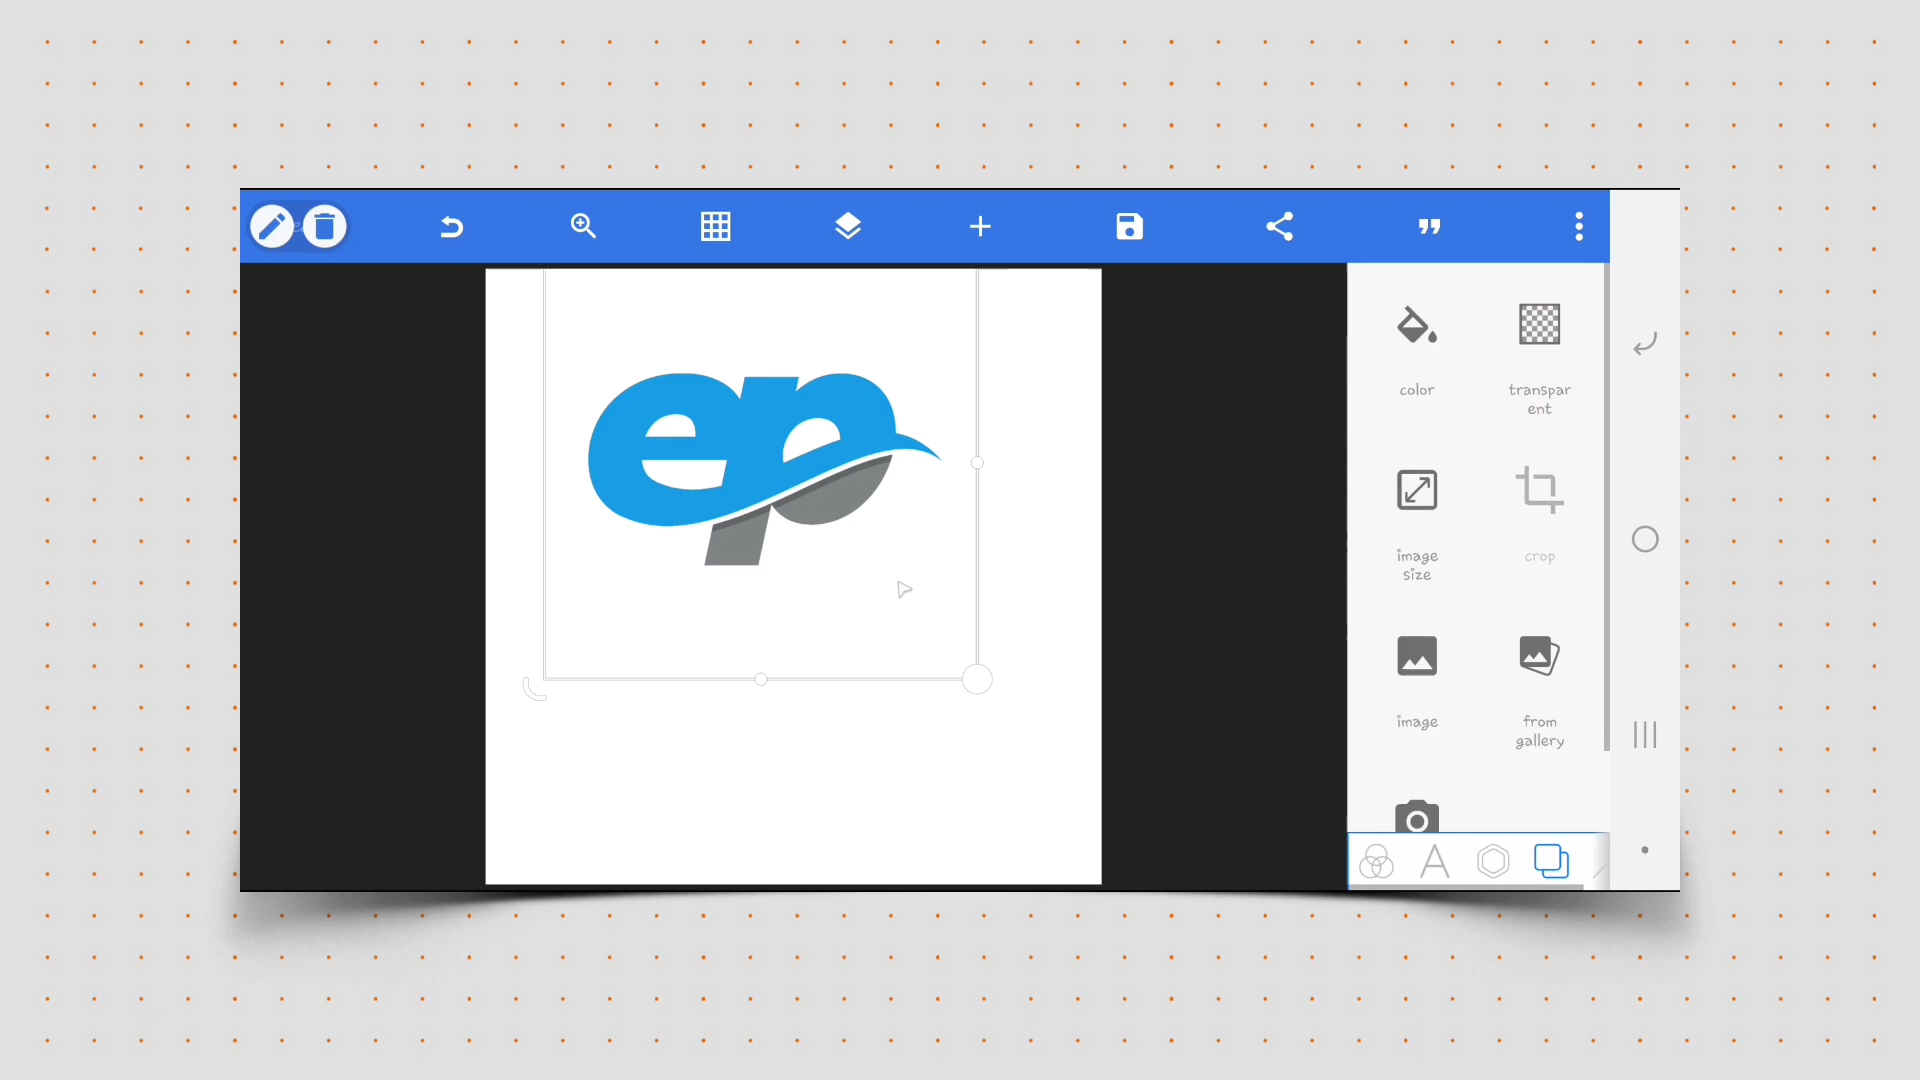 color
transpar
ent
image
size
crop
image
from
gallery
ep